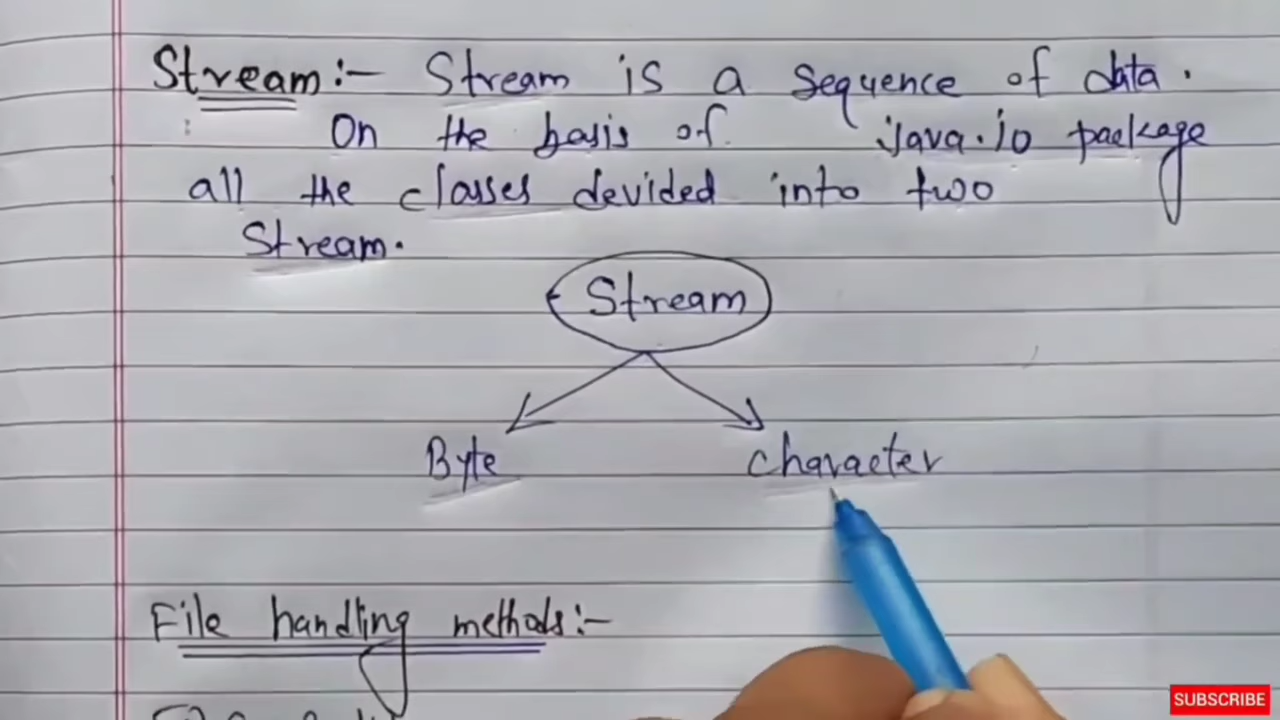 Stream:- Stream is a sequence of data.
On the basis of java.io package
all the classes devided into two
Stream.
Stream
Byte
Character
File handling methods:-
SUBSCRIBE